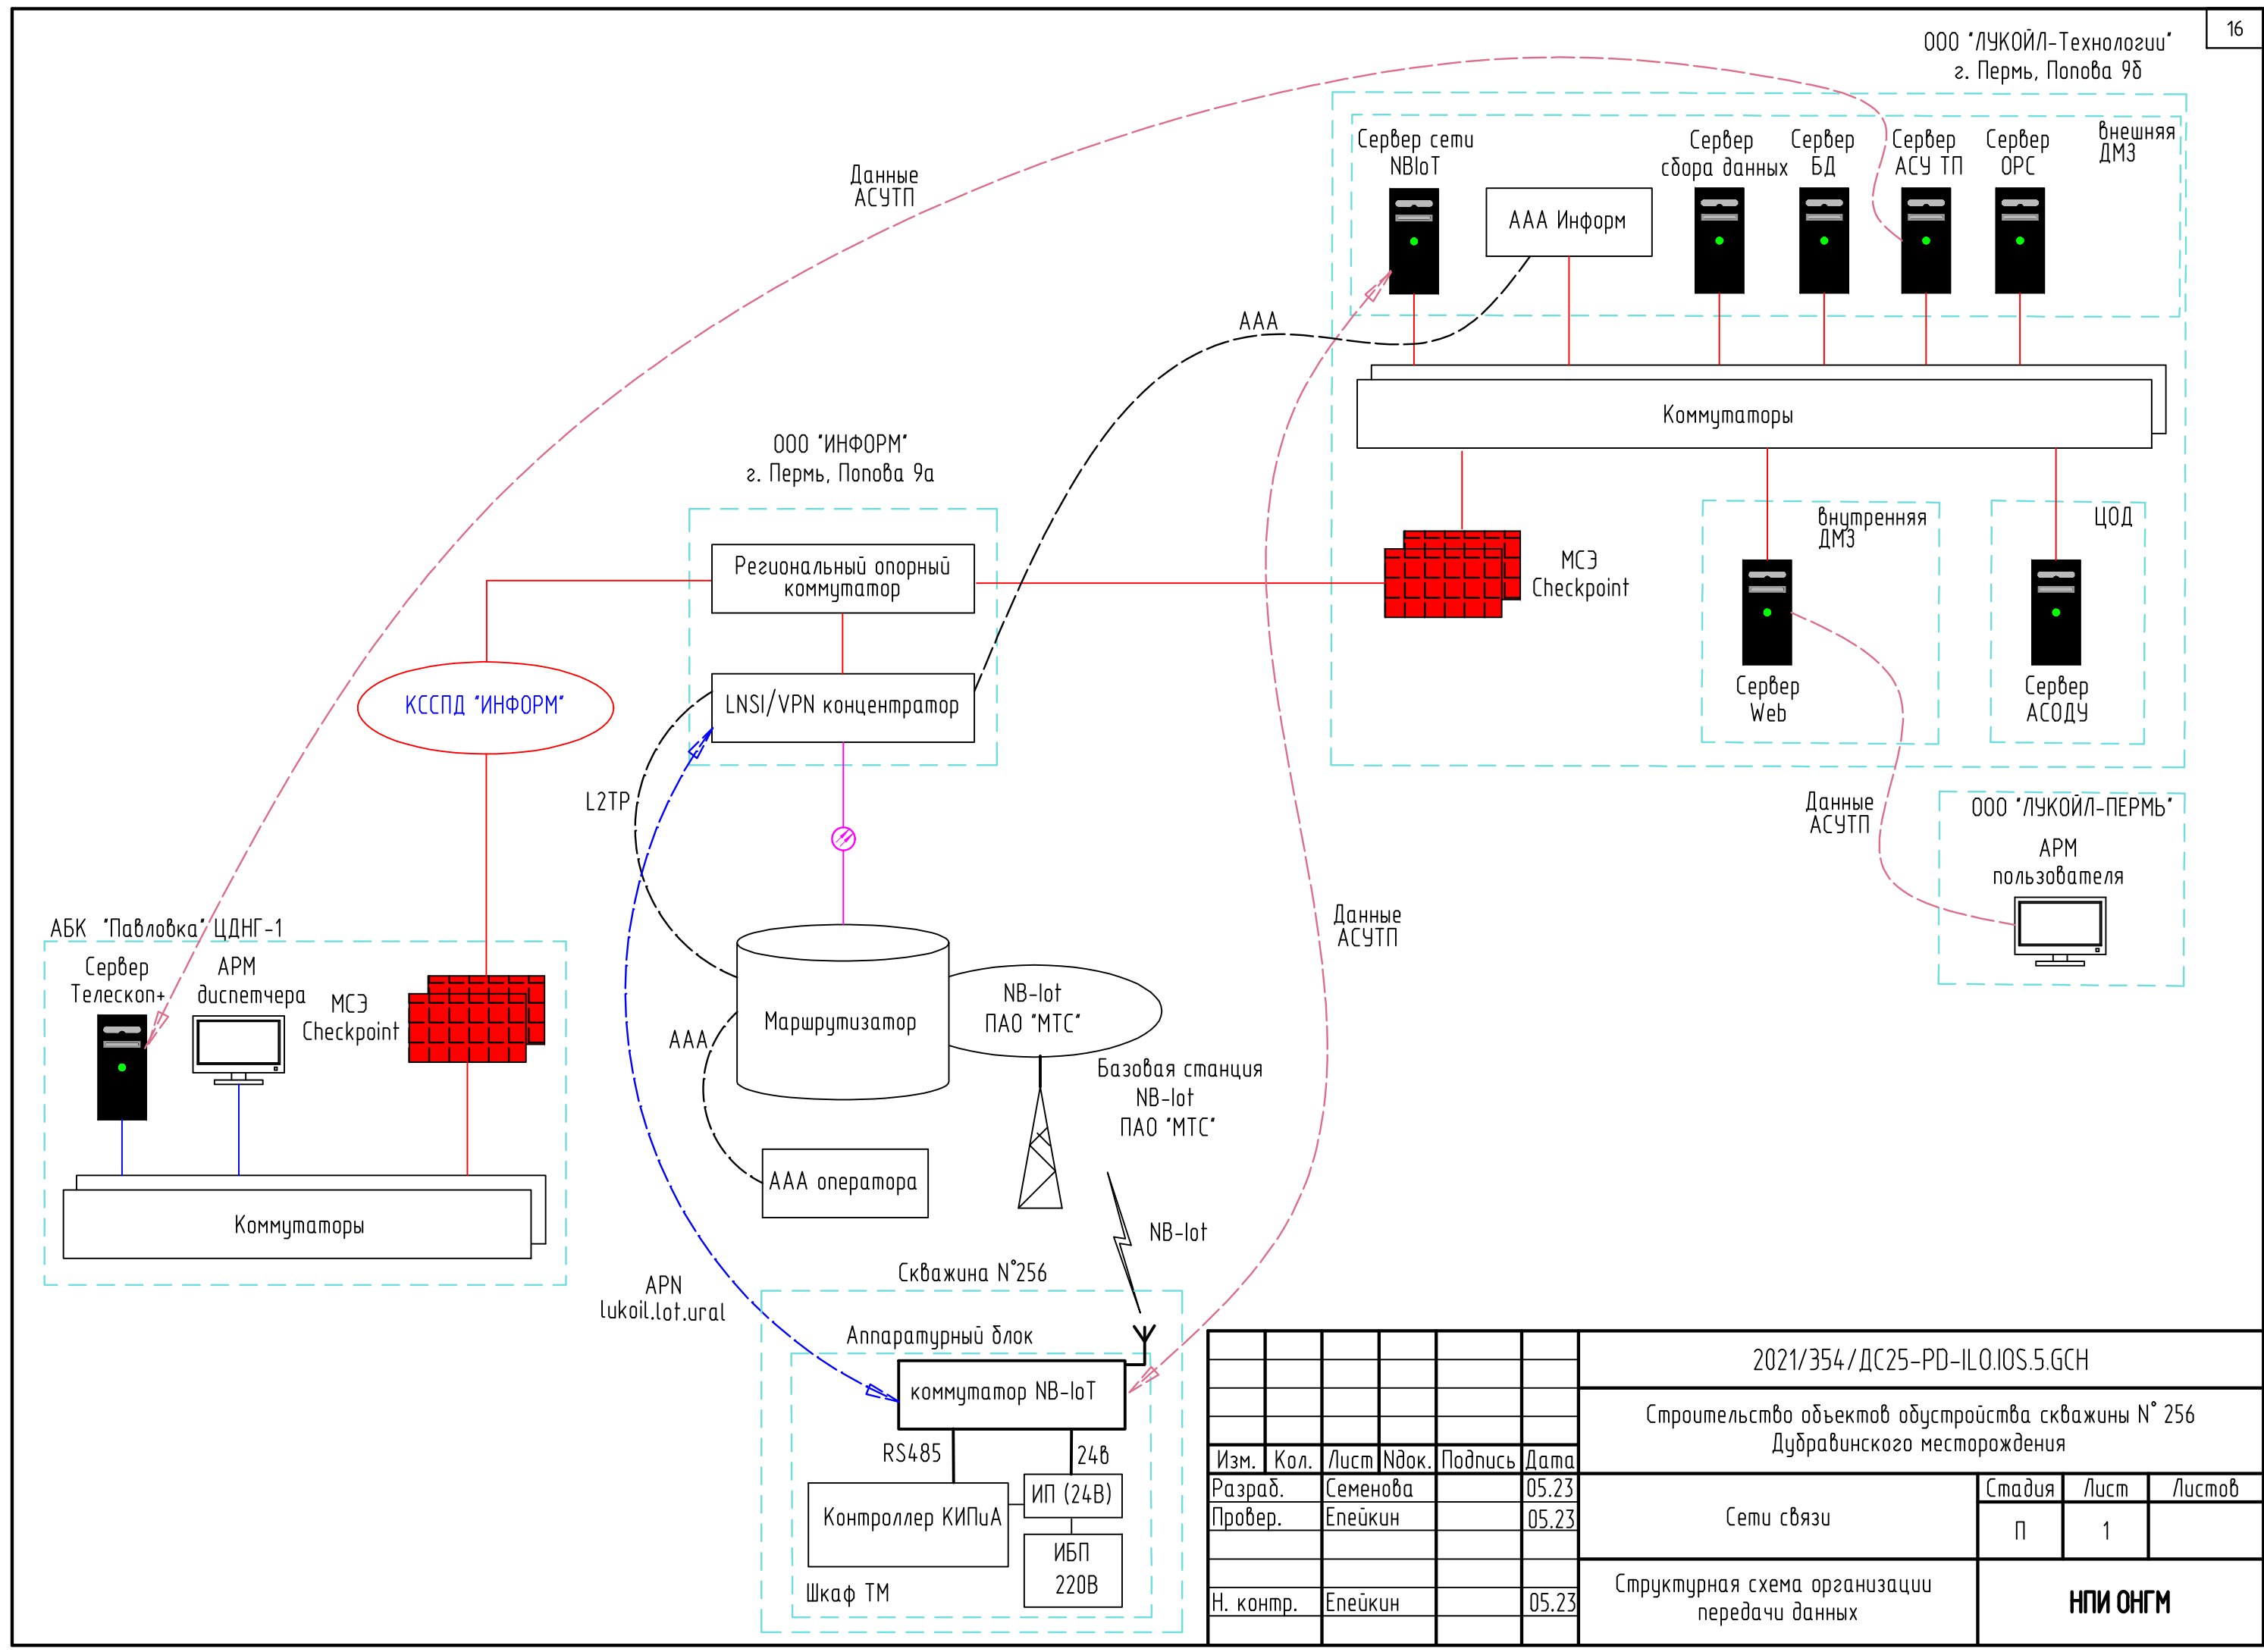 16
ООО "ЛУКОЙЛ-Технологии"
г. Пермь, Попова 9б
внешняя
ДМЗ
Сервер сети
NBIoT
ААА Информ
Сервер
сбора данных
Сервер
БД
Сервер
АСУ ТП
Сервер
ОРС
Данные
АСУТП
ААА
Коммутаторы
ООО "ИНФОРМ"
г. Пермь, Попова 9а
Региональный опорный
коммутатор
МСЭ
Checkpoint
внутренняя
ДМЗ
ЦОД
КССПД "ИНФОРМ"
LNSI/VPN концентратор
Сервер
Web
Сервер
АСОДУ
L2TP
Данные
АСУТП
ООО "ЛУКОЙЛ-ПЕРМЬ"
АРМ
пользователя
Данные
АСУТП
АБК "Павловка" ЦДНГ-1
Сервер
Телескоп+
АРМ
диспетчера
МСЭ
Checkpoint
Маршрутизатор
NB-Iot
ПАО "МТС"
ААА
Базовая станция
NB-Iot
ПАО "МТС"
ААА оператора
Коммутаторы
NB-Iot
APN
lukoil.Iot.ural
Скважина N°256
Аппаратурный блок
коммутатор NB-IoT
RS485
24в
Контроллер КИПиА
ИП (24В)
ИБП
220В
Шкаф ТМ
2021/354/ДС25-PD-ILO.IOS.5.GCH
Строительство объектов обустройства скважины N° 256
Дубравинского месторождения
Изм. Кол. Лист Nдок. Подпись Дата
Разраб. Семенова 05.23
Провер. Епейкин 05.23
Н. контр. Епейкин 05.23
Сети связи
Стадия Лист Листов
П 1
Структурная схема организации
передачи данных
НПИ ОНГМ